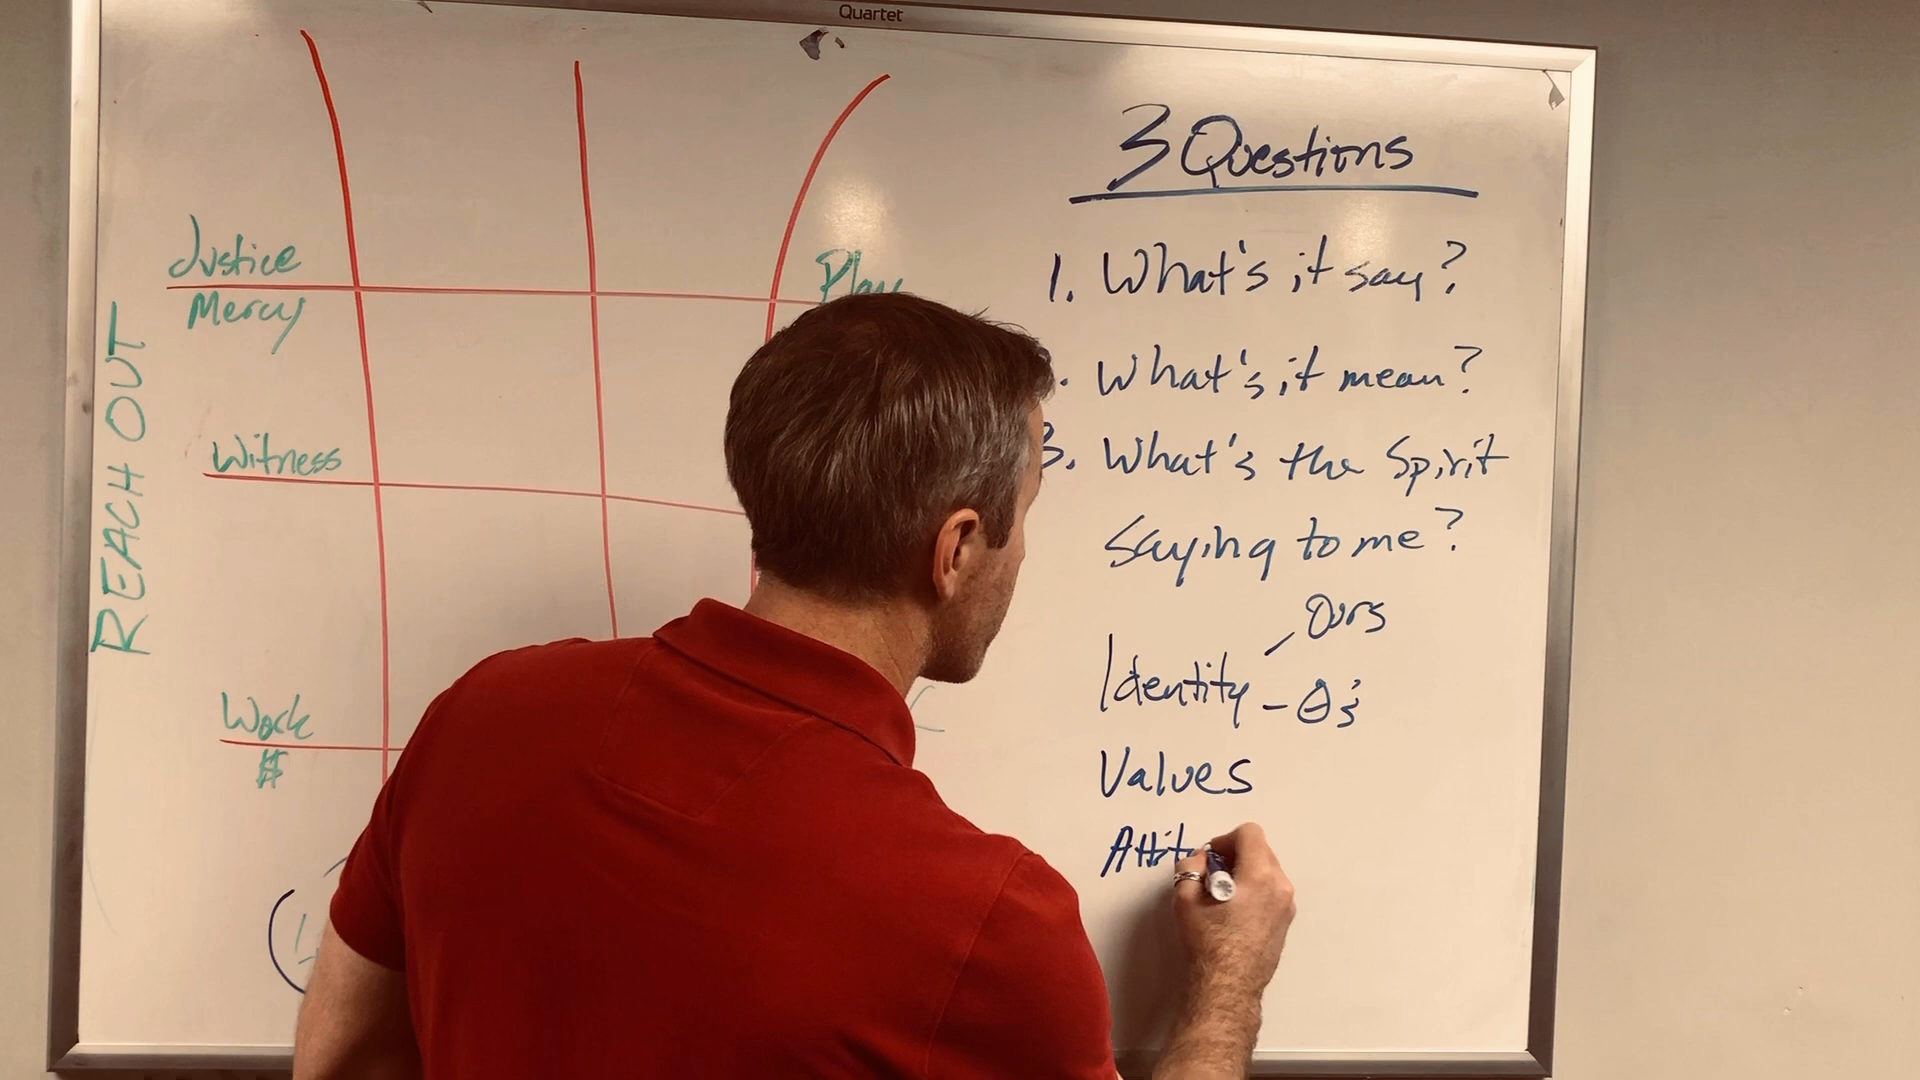 Quartet
REACH OUT
Justice
Mercy
Witness
Work
$
3 Questions
1. What's it say?
. What's it mean?
3. What's the Spirit
saying to me?
Ours
Identity - Θ's
Values